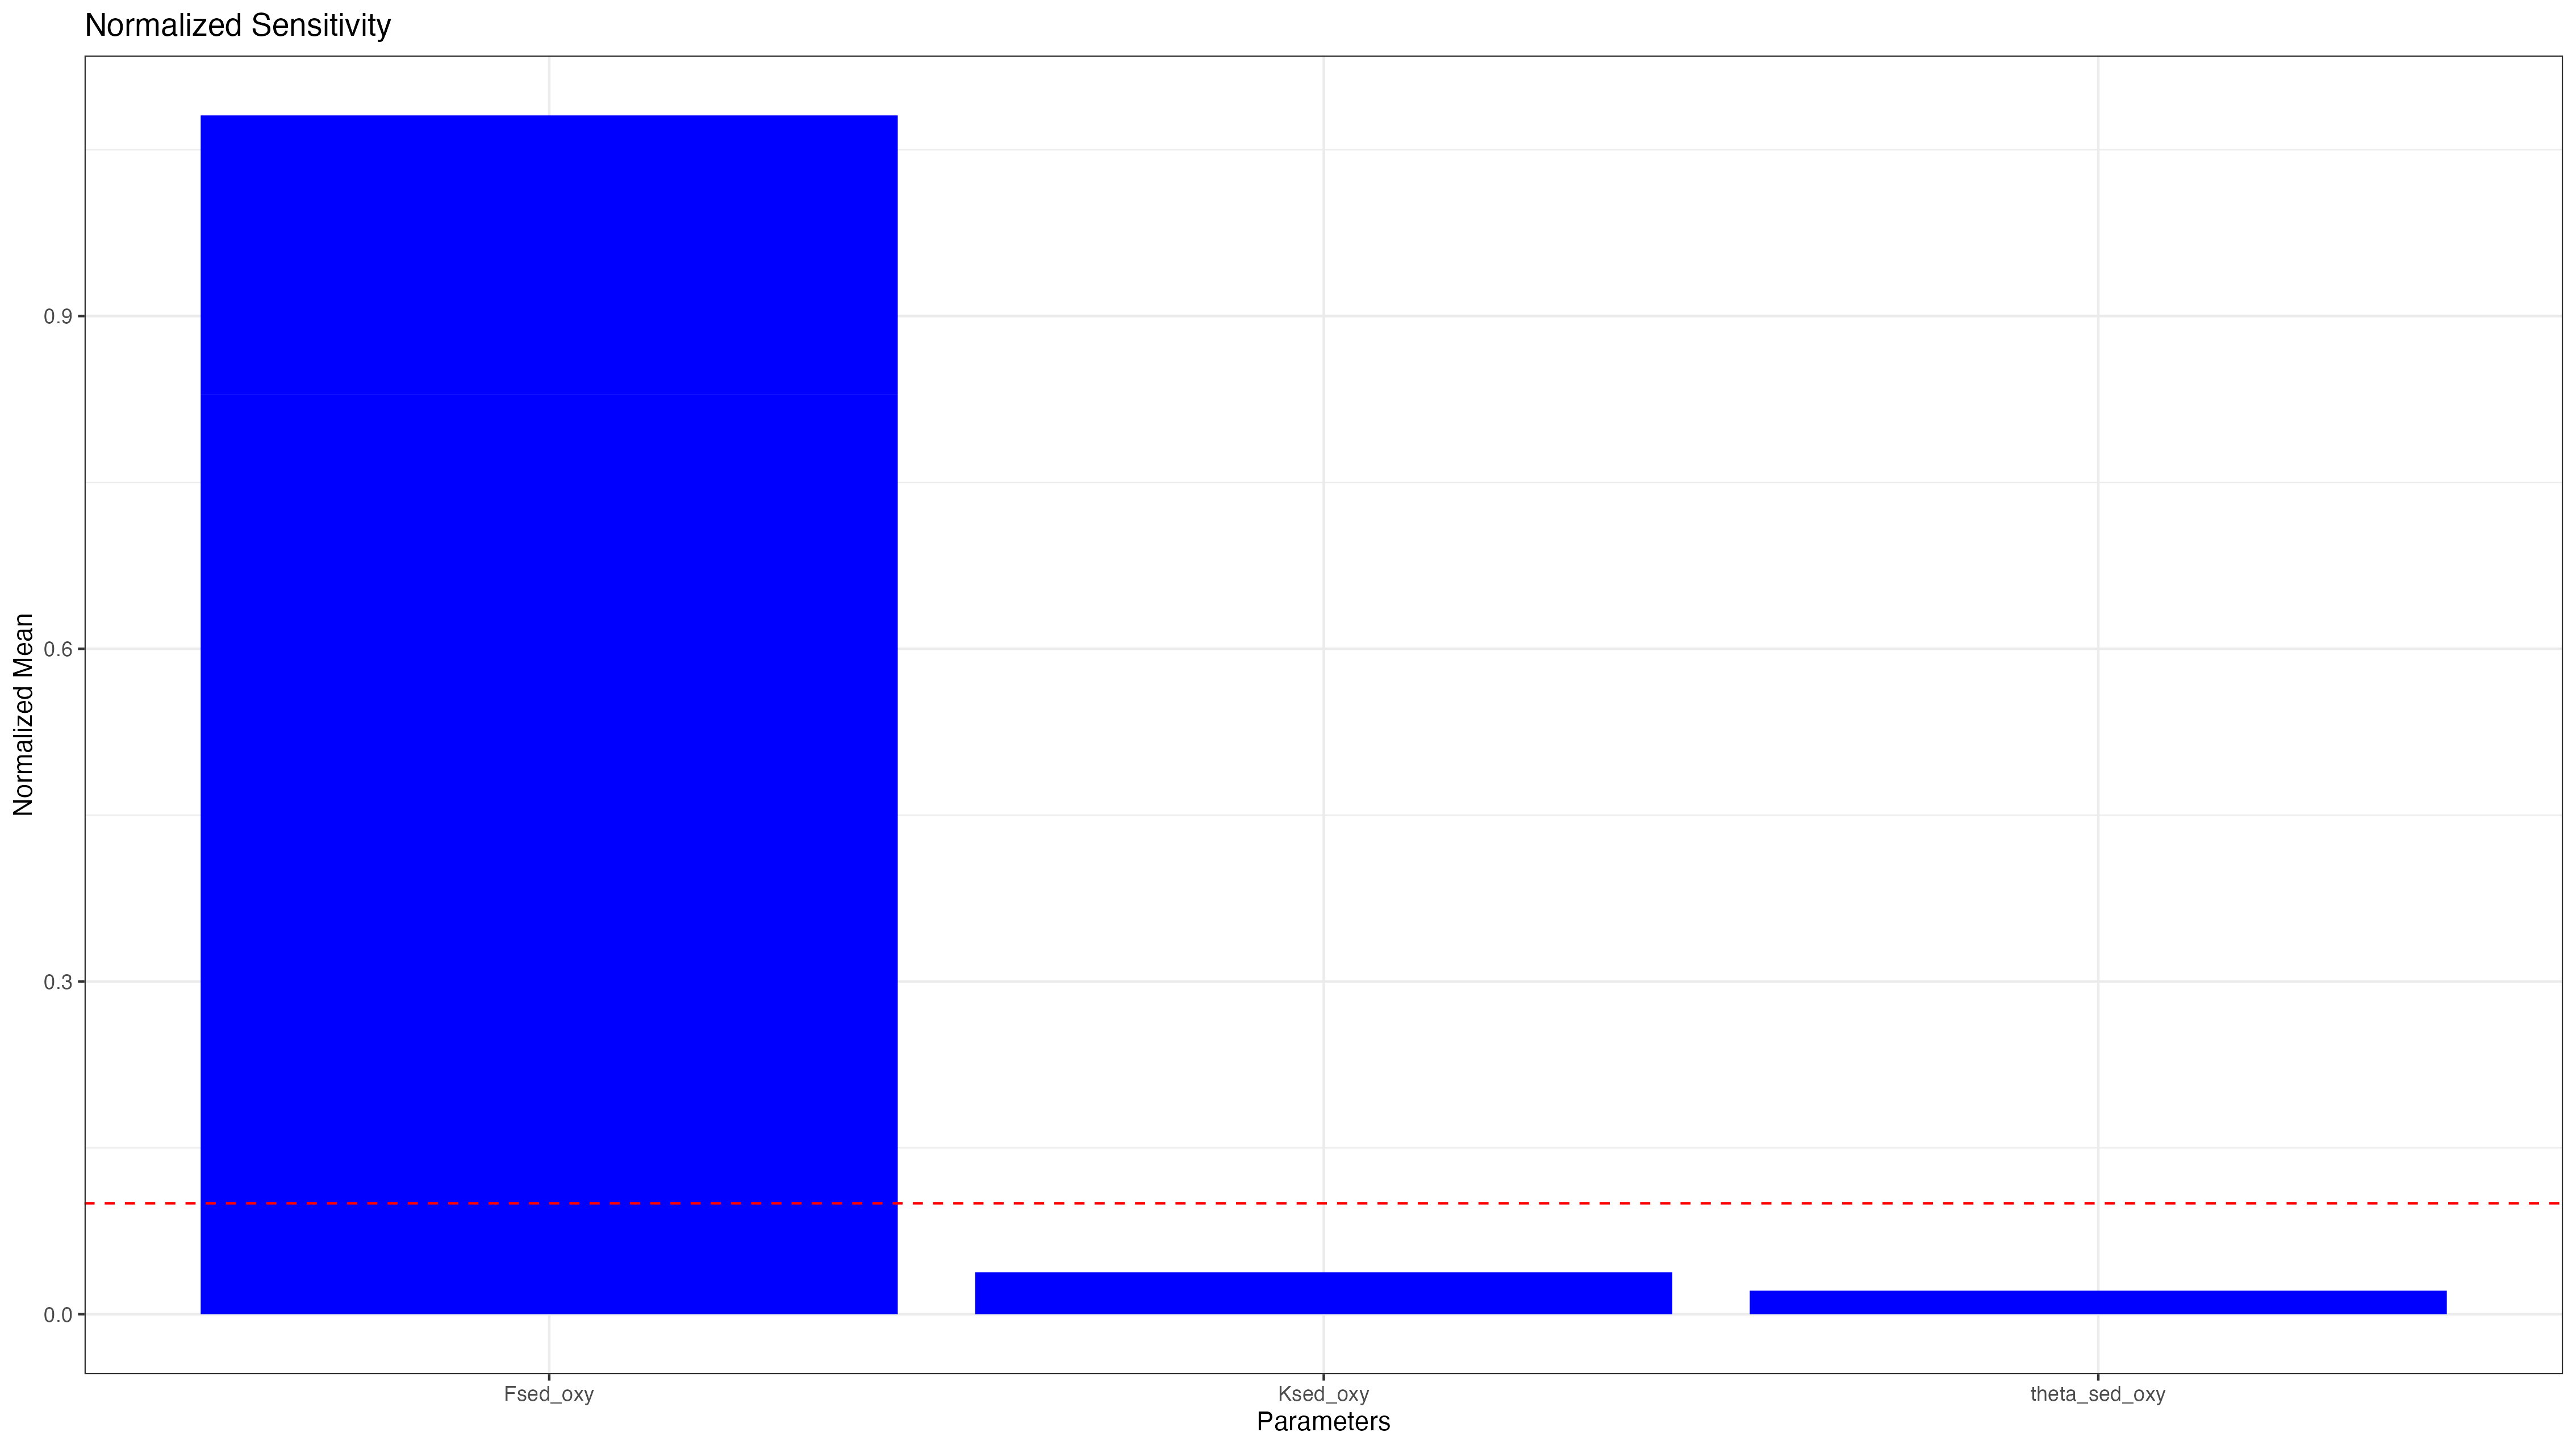 Normalized Sensitivity
Normalized Mean
0.9
0.6
0.3
0.0
Fsed_oxy
Ksed_oxy
theta_sed_oxy
Parameters